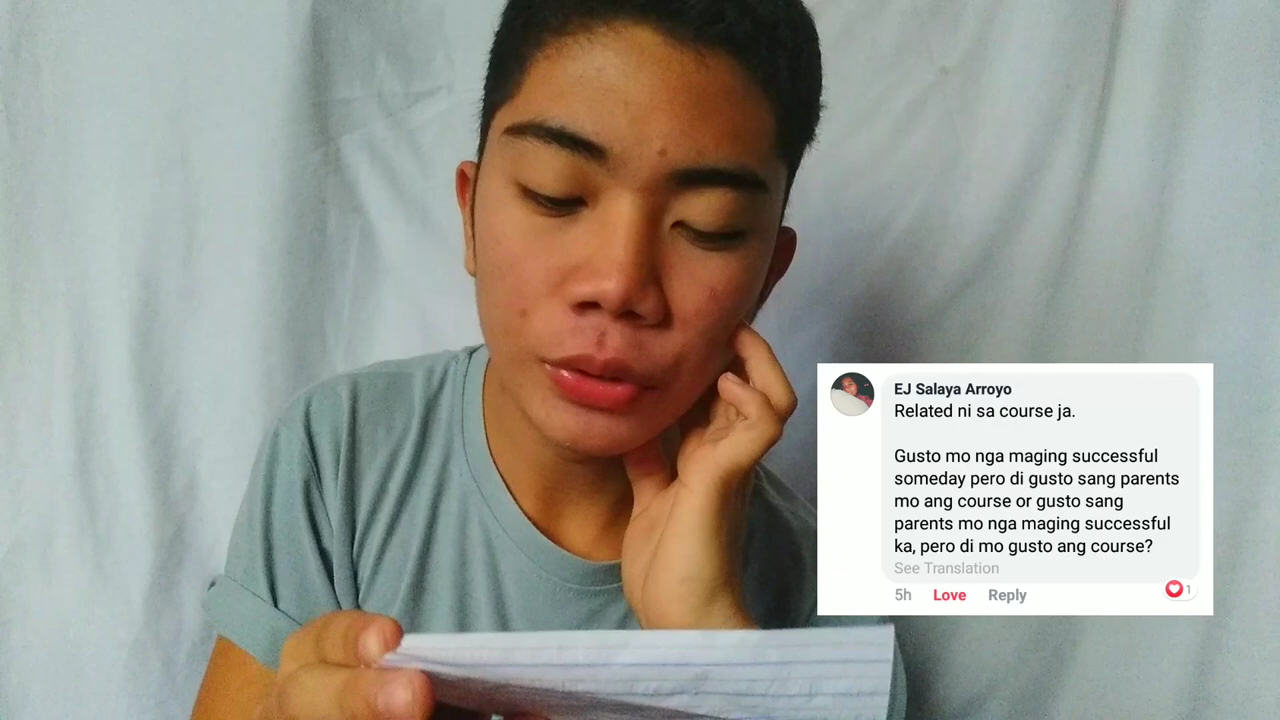 EJ Salaya Arroyo
Related ni sa course ja.
Gusto mo nga maging successful
someday pero di gusto sang parents
mo ang course or gusto sang
parents mo nga maging successful
ka, pero di mo gusto ang course?
See Translation
5h Love Reply 1